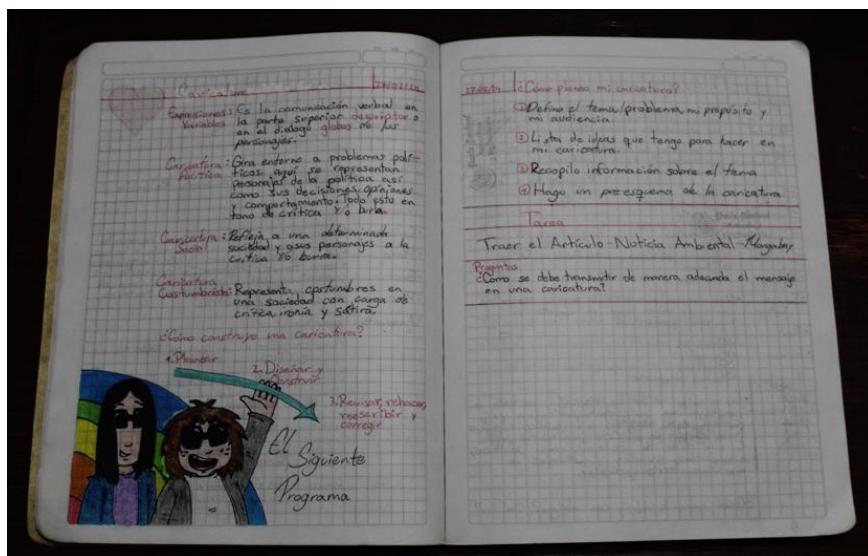 Caricatura
Expresiones: Es la comunicación verbal en
Variables la parte superior descriptor o
en el dialogo globos de los
personajes.
Caricatura: Gira entorno a problemas polí-
Política ticos, aquí se representan
personajes de la política así
como sus decisiones, opiniones
y comportamiento. Todo esto en
tono de crítica y/o burla.
Caricatura: Refleja a una determinada
Social sociedad y a sus personajes a la
crítica y/o burla.
Caricatura
Costumbrista: Representa costumbres en
una sociedad con carga de
crítica, ironía y sátira.
¿Cómo construyo una caricatura?
1. Planear
2. Diseñar y
Construir
3. Revisar, rehacer,
reescribir y
corregir
El
Siguiente
Programa
¿Cómo planeo mi caricatura?
① Defino el tema/problema, mi propósito y
mi audiencia.
② Lista de ideas que tengo para hacer en
mi caricatura.
③ Recopilo información sobre el tema
④ Hago un preesquema de la caricatura
Tarea
Traer el Artículo-Noticia Ambiental-Mongabay
Preguntas
¿Cómo se debe transmitir de manera adecuada el mensaje
en una caricatura?